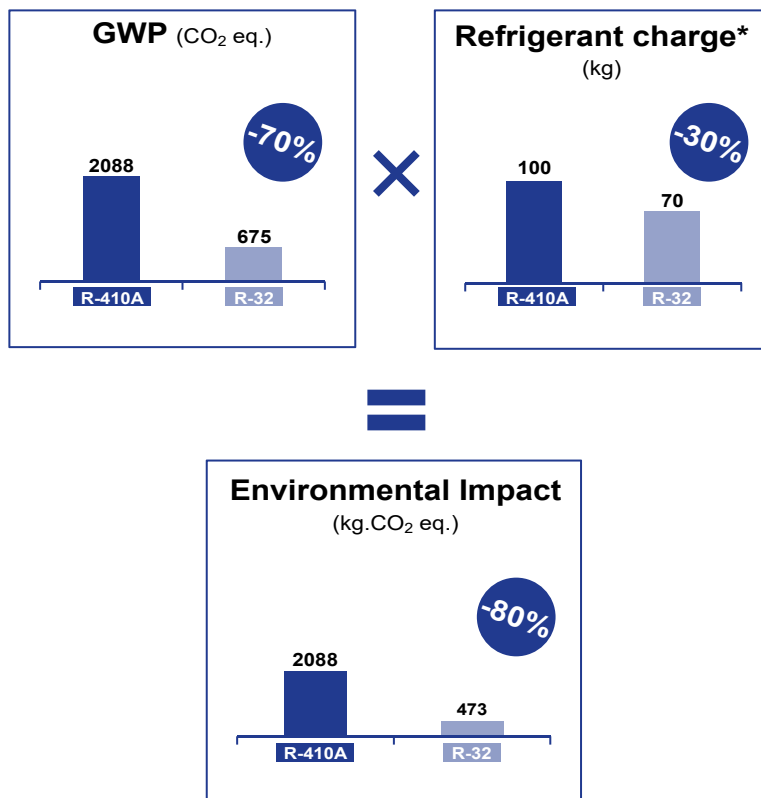 GWP (CO₂ eq.)
-70%
2088
675
R-410A
R-32
×
Refrigerant charge*
(kg)
-30%
100
70
R-410A
R-32
=
Environmental Impact
(kg.CO₂ eq.)
-80%
2088
473
R-410A
R-32